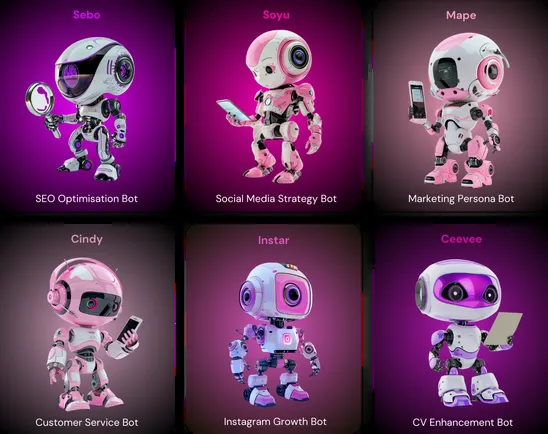 Sebo
Soyu
Mape
SEO Optimisation Bot
Social Media Strategy Bot
Marketing Persona Bot
Cindy
Instar
Ceevee
Customer Service Bot
Instagram Growth Bot
CV Enhancement Bot